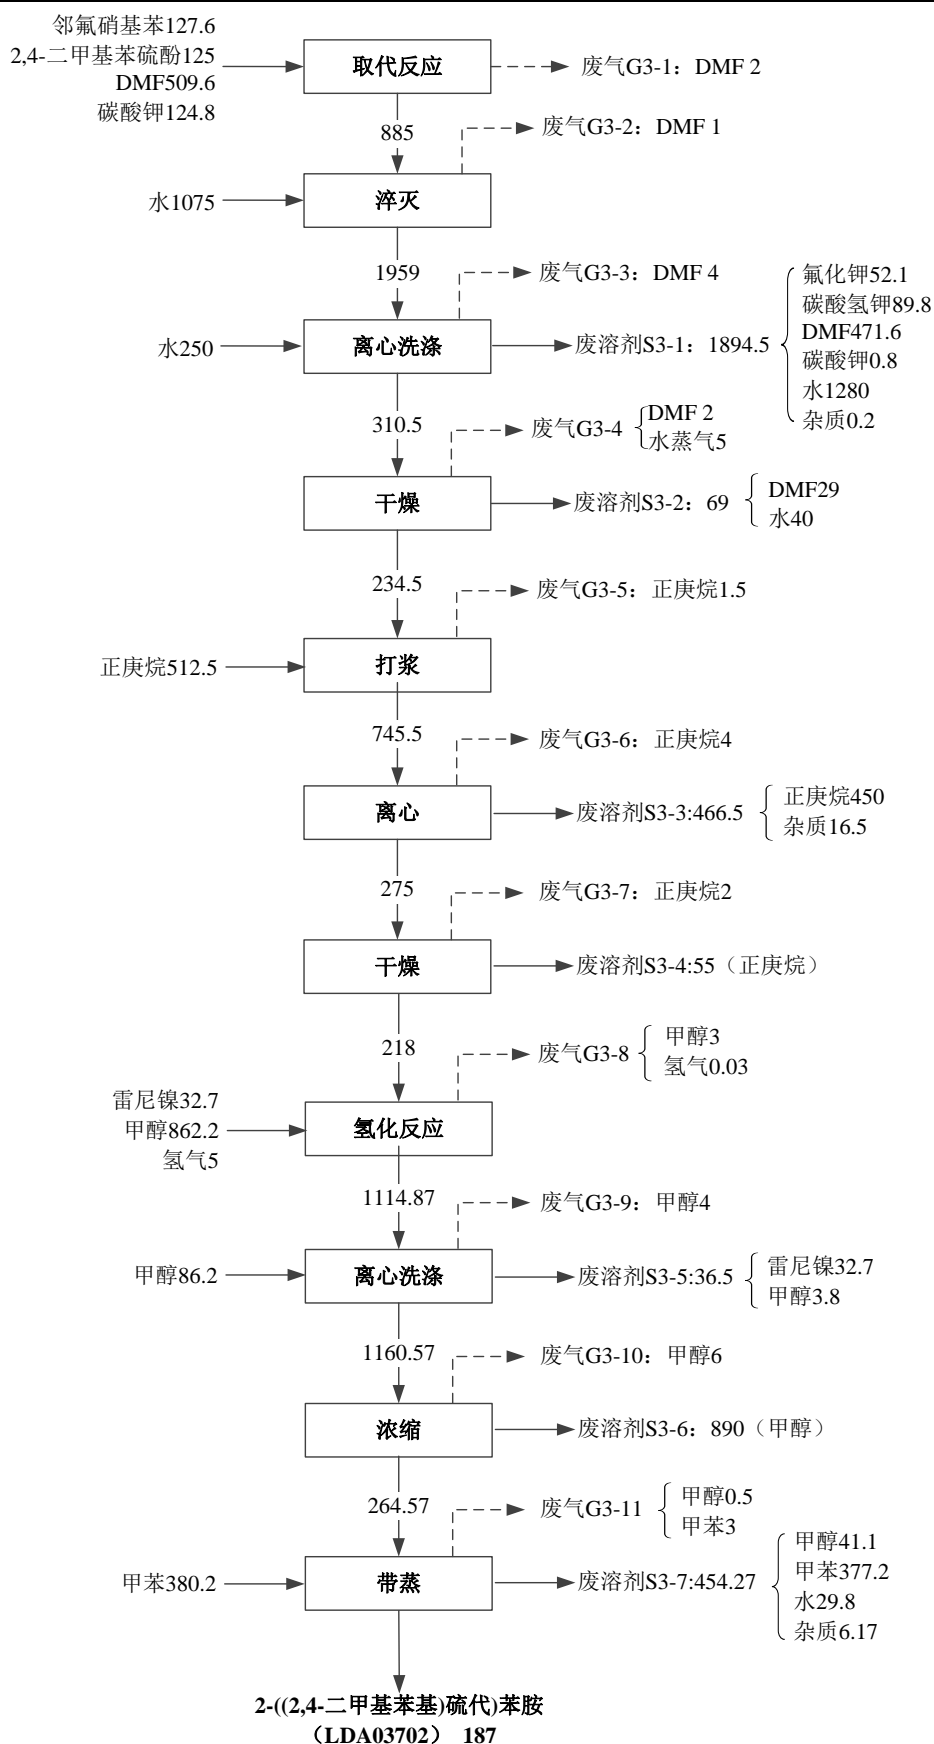 邻氟硝基苯127.6
2,4-二甲基苯硫酚125
DMF509.6
碳酸钾124.8
取代反应
废气G3-1：DMF 2
885
废气G3-2：DMF 1
水1075
淬灭
1959
废气G3-3：DMF 4
水250
离心洗涤
废溶剂S3-1：1894.5
氟化钾52.1
碳酸氢钾89.8
DMF471.6
碳酸钾0.8
水1280
杂质0.2
310.5
废气G3-4
DMF 2
水蒸气5
干燥
废溶剂S3-2：69
DMF29
水40
234.5
废气G3-5：正庚烷1.5
正庚烷512.5
打浆
745.5
废气G3-6：正庚烷4
离心
废溶剂S3-3:466.5
正庚烷450
杂质16.5
275
废气G3-7：正庚烷2
干燥
废溶剂S3-4:55（正庚烷）
218
废气G3-8
甲醇3
氢气0.03
雷尼镍32.7
甲醇862.2
氢气5
氢化反应
1114.87
废气G3-9：甲醇4
甲醇86.2
离心洗涤
废溶剂S3-5:36.5
雷尼镍32.7
甲醇3.8
1160.57
废气G3-10：甲醇6
浓缩
废溶剂S3-6：890（甲醇）
264.57
废气G3-11
甲醇0.5
甲苯3
甲苯380.2
带蒸
废溶剂S3-7:454.27
甲醇41.1
甲苯377.2
水29.8
杂质6.17
2-((2,4-二甲基苯基)硫代)苯胺
（LDA03702） 187